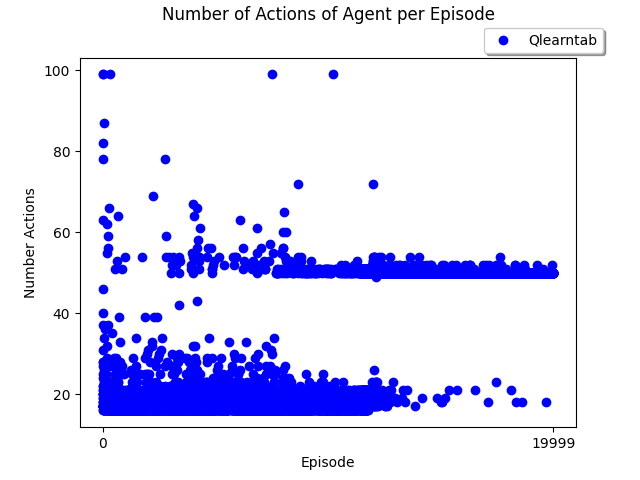 Number of Actions of Agent per Episode
Qlearntab
100
80
60
40
20
Number Actions
0
19999
Episode